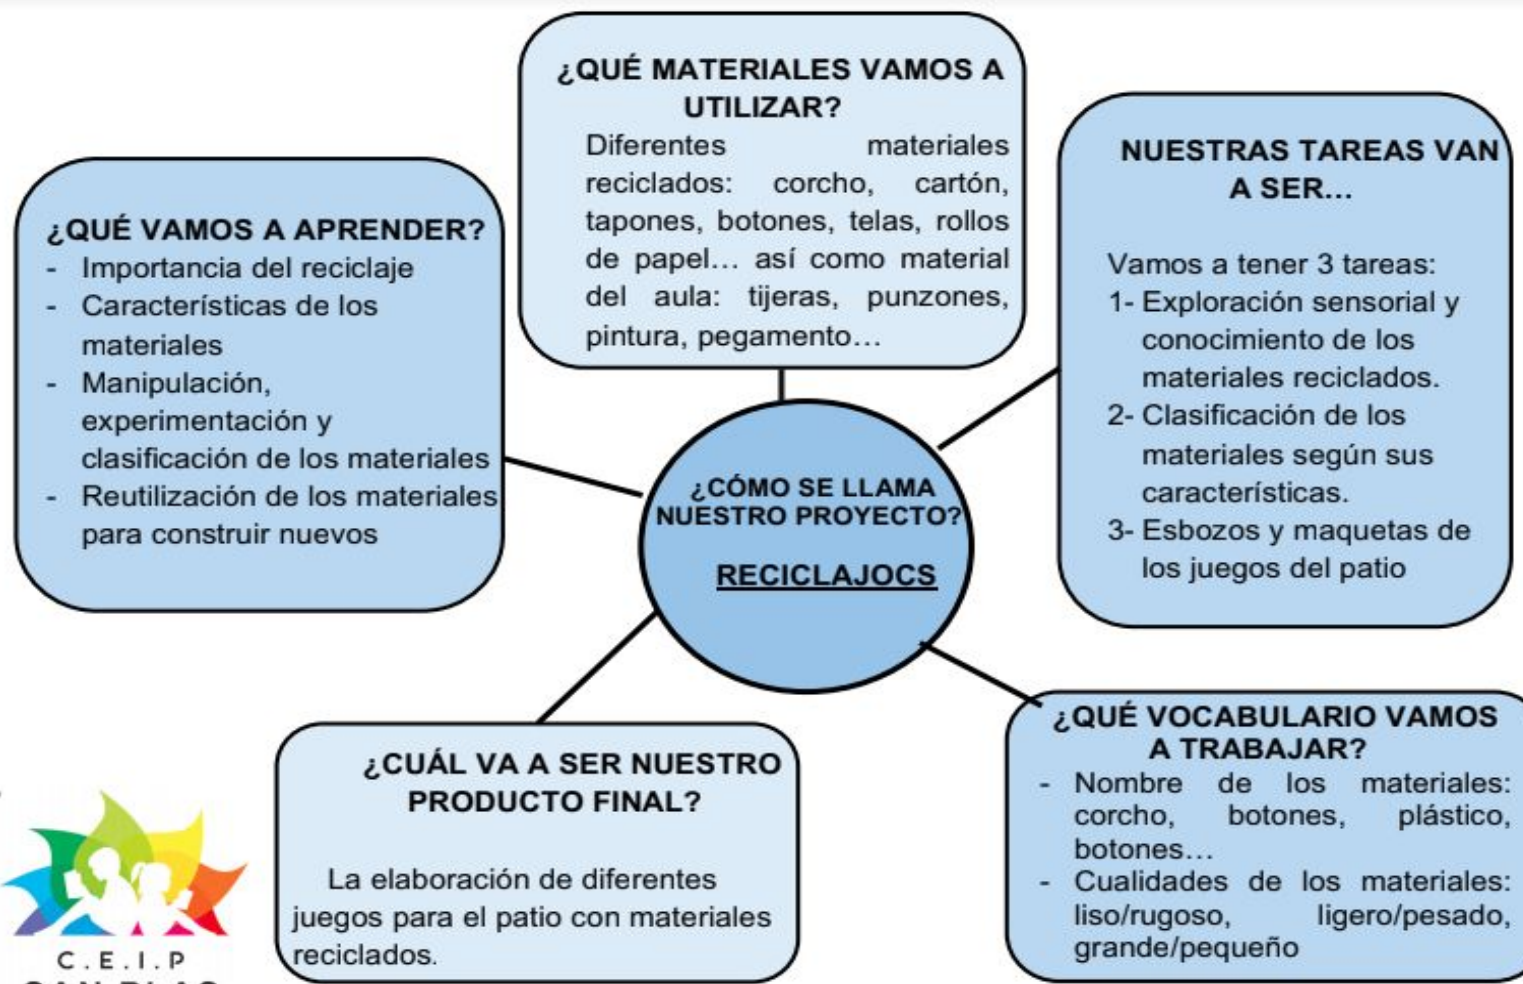 ¿QUÉ MATERIALES VAMOS A
UTILIZAR?
Diferentes materiales
reciclados: corcho, cartón,
tapones, botones, telas, rollos
de papel… así como material
del aula: tijeras, punzones,
pintura, pegamento…
NUESTRAS TAREAS VAN
A SER…
Vamos a tener 3 tareas:
1- Exploración sensorial y
conocimiento de los
materiales reciclados.
2- Clasificación de los
materiales según sus
características.
3- Esbozos y maquetas de
los juegos del patio
¿QUÉ VAMOS A APRENDER?
- Importancia del reciclaje
- Características de los
materiales
- Manipulación,
experimentación y
clasificación de los materiales
- Reutilización de los materiales
para construir nuevos
¿CÓMO SE LLAMA
NUESTRO PROYECTO?
RECICLAJOCS
¿CUÁL VA A SER NUESTRO
PRODUCTO FINAL?
La elaboración de diferentes
juegos para el patio con materiales
reciclados.
¿QUÉ VOCABULARIO VAMOS
A TRABAJAR?
- Nombre de los materiales:
corcho, botones, plástico,
botones…
- Cualidades de los materiales:
liso/rugoso, ligero/pesado,
grande/pequeño
C.E.I.P
SAN BLAS